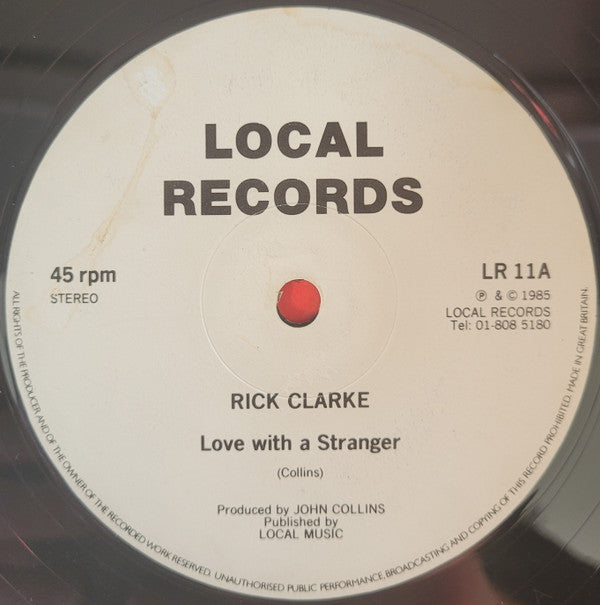 LOCAL
RECORDS
45 rpm
STEREO
LR 11A
℗ & © 1985
LOCAL RECORDS
Tel: 01-808 5180
RICK CLARKE
Love with a Stranger
(Collins)
Produced by JOHN COLLINS
Published by
LOCAL MUSIC
ALL RIGHTS OF THE PRODUCER AND OF THE OWNER OF THE RECORDED WORK RESERVED. UNAUTHORISED PUBLIC PERFORMANCE, BROADCASTING AND COPYING OF THIS RECORD PROHIBITED. MADE IN GREAT BRITAIN.